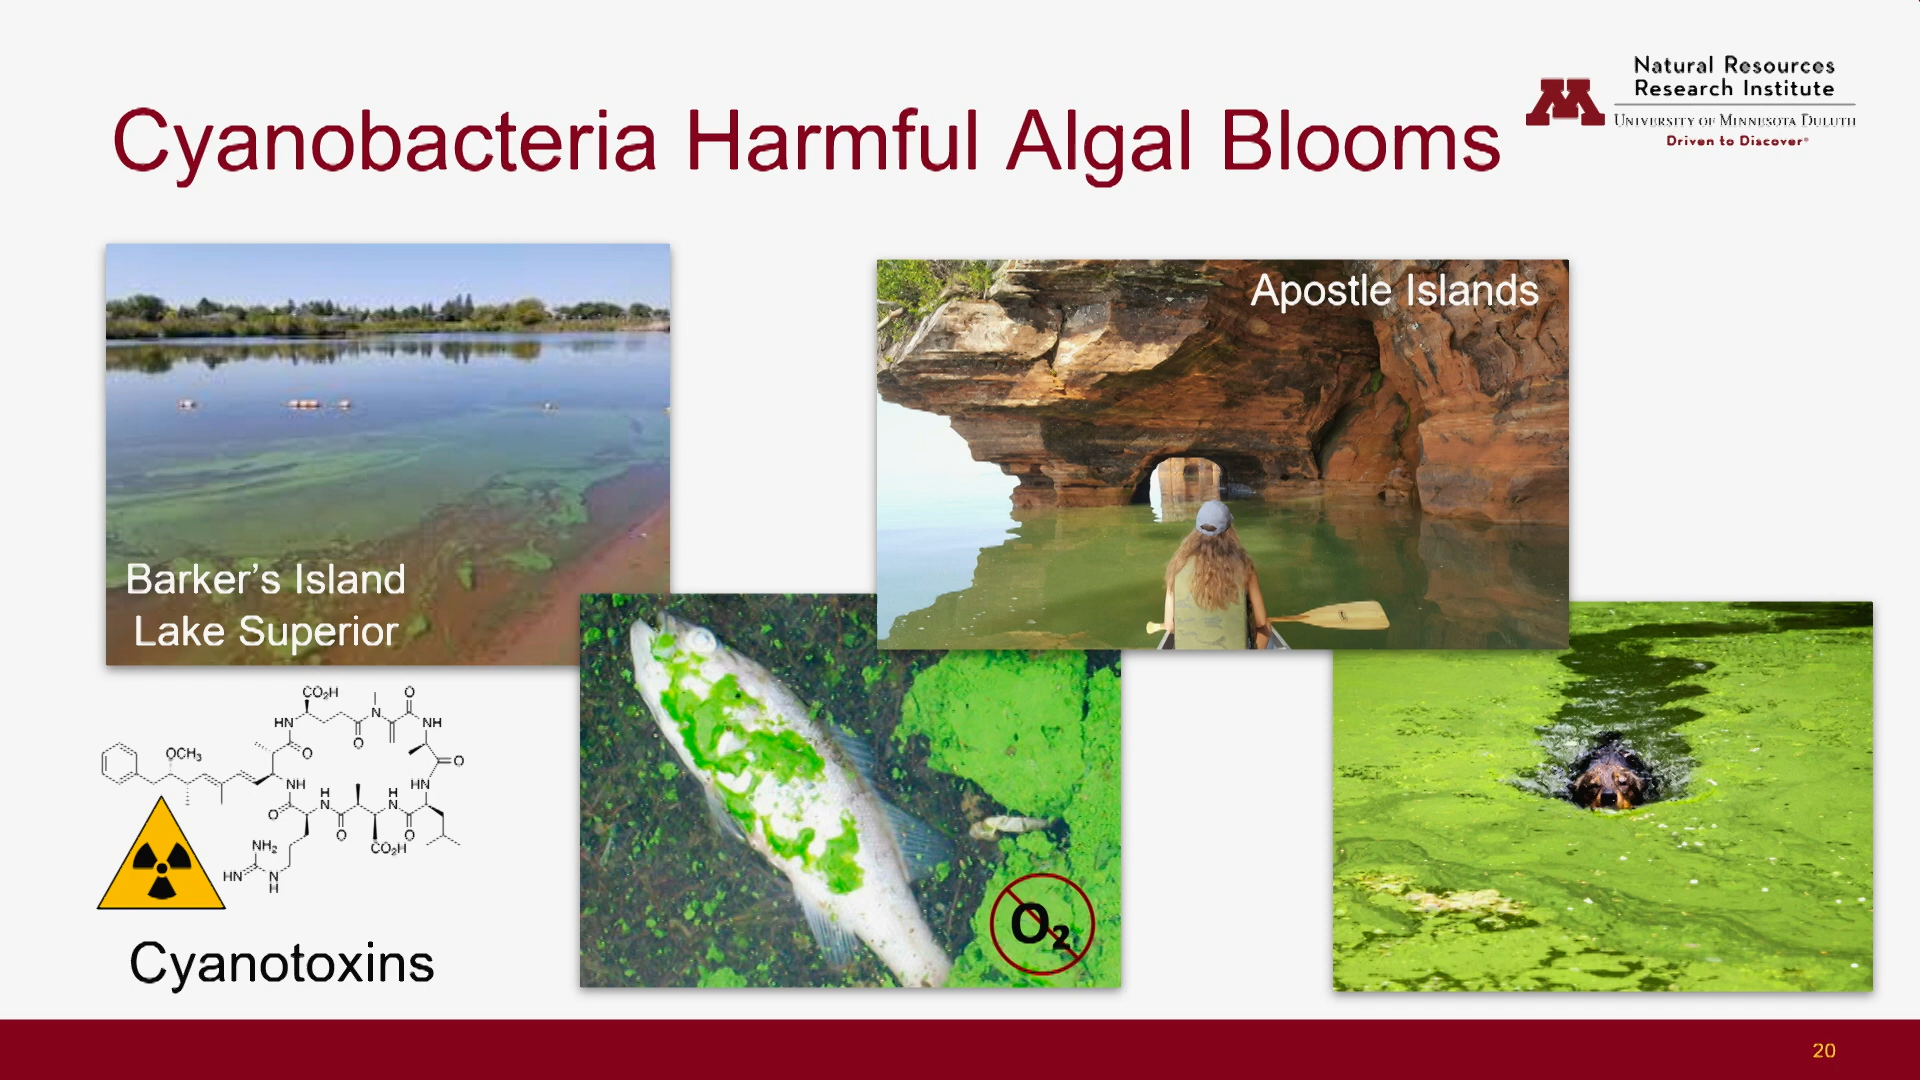 Natural Resources
Research Institute
UNIVERSITY OF MINNESOTA DULUTH
Driven to Discover®
Cyanobacteria Harmful Algal Blooms
Apostle Islands
Barker's Island
Lake Superior
CO₂H
O
HN
N
NH
O
O
OCH₃
O
NH
HN
H
N
H
N
O
O
O
CO₂H
NH₂
HN
N
H
O₂
Cyanotoxins
20